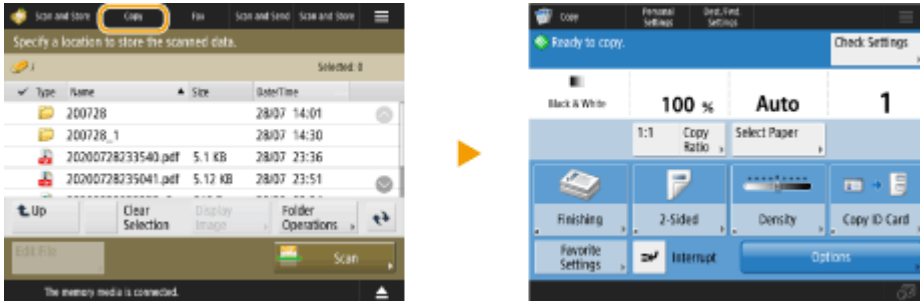 Scan and Store Copy Fax Scan and Send Scan and Store
Specify a location to store the scanned data.
Selected: 0
Type Name Size Date/Time
200728 28/07 14:01
200728_1 28/07 14:30
20200728233540.pdf 5.1 KB 28/07 23:36
20200728235041.pdf 5.12 KB 28/07 23:51
Up Clear Selection Display Image Folder Operations
Edit File Scan
The memory media is connected.
Copy Personal Settings Dest./Fwd. Settings
Ready to copy. Check Settings
Black & White 100 % Auto 1
1:1 Copy Ratio Select Paper
Finishing 2-Sided Density Copy ID Card
Favorite Settings Interrupt Options